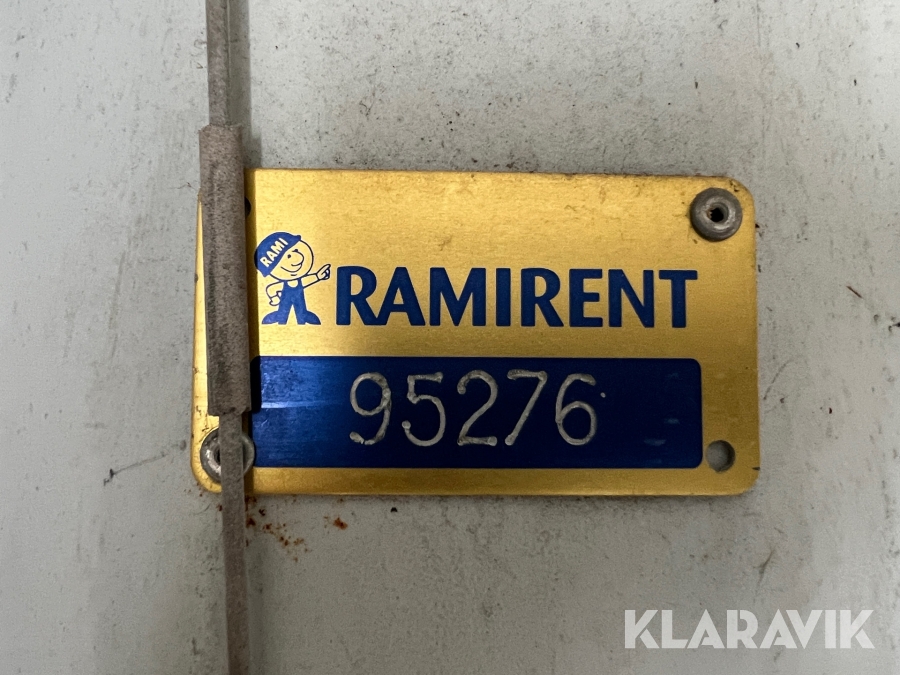 RAMI
RAMIRENT
95276
KLARAVIK